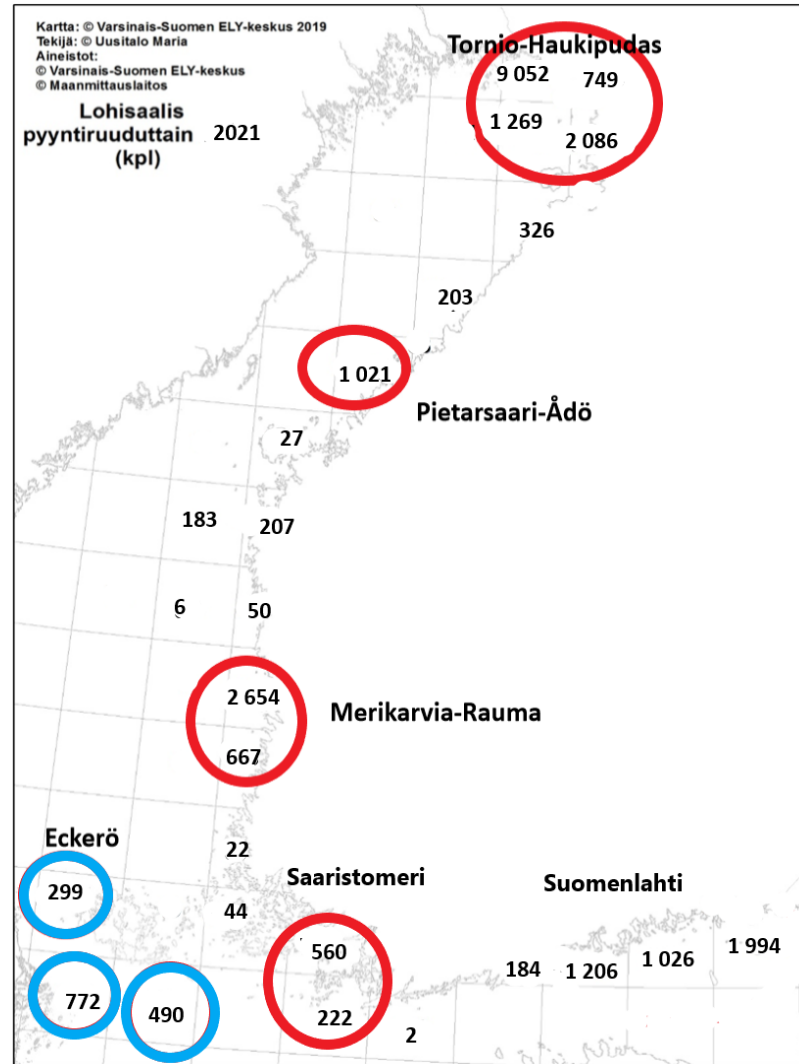 Kartta: © Varsinais-Suomen ELY-keskus 2019
Tekijä: © Uusitalo Maria
Aineistot:
© Varsinais-Suomen ELY-keskus
© Maanmittauslaitos
Lohisaalis
pyyntiruuduttain 2021
(kpl)
Tornio-Haukipudas
9 052 749
1 269 2 086
326
203
1 021
Pietarsaari-Ådö
27
183 207
6 50
2 654
Merikarvia-Rauma
667
Eckerö 22
299
Saaristomeri Suomenlahti
44
560
772 490 222 2
184 1 206 1 026 1 994